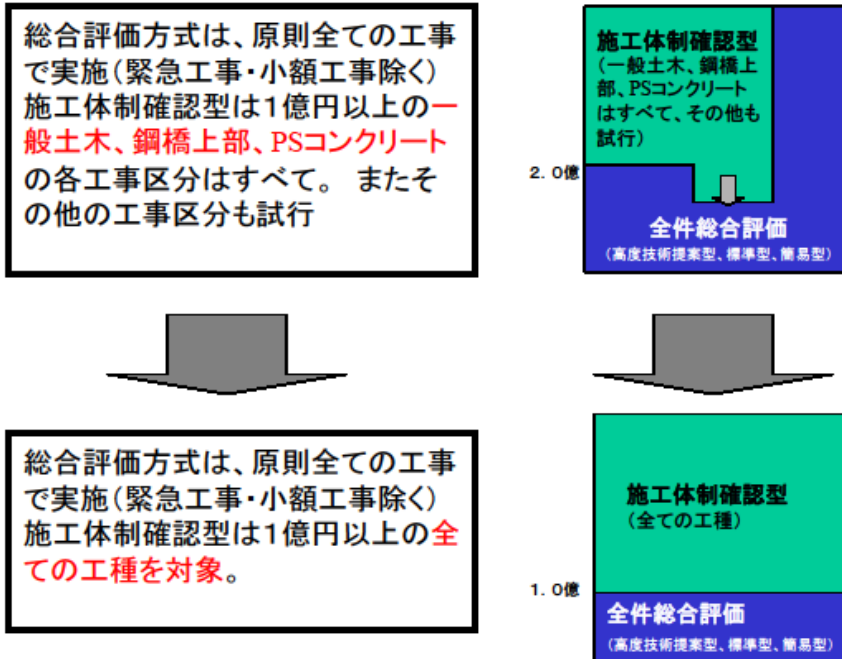 総合評価方式は、原則全ての工事
で実施(緊急工事・小額工事除く)
施工体制確認型は1億円以上の一
般土木、鋼橋上部、PSコンクリート
の各工事区分はすべて。 またそ
の他の工事区分も試行
施工体制確認型
(一般土木、鋼橋上
部、PSコンクリート
はすべて、その他も
試行)
2.0億
全件総合評価
(高度技術提案型、標準型、簡易型)
総合評価方式は、原則全ての工事
で実施(緊急工事・小額工事除く)
施工体制確認型は1億円以上の全
ての工種を対象。
施工体制確認型
(全ての工種)
1.0億
全件総合評価
(高度技術提案型、標準型、簡易型)